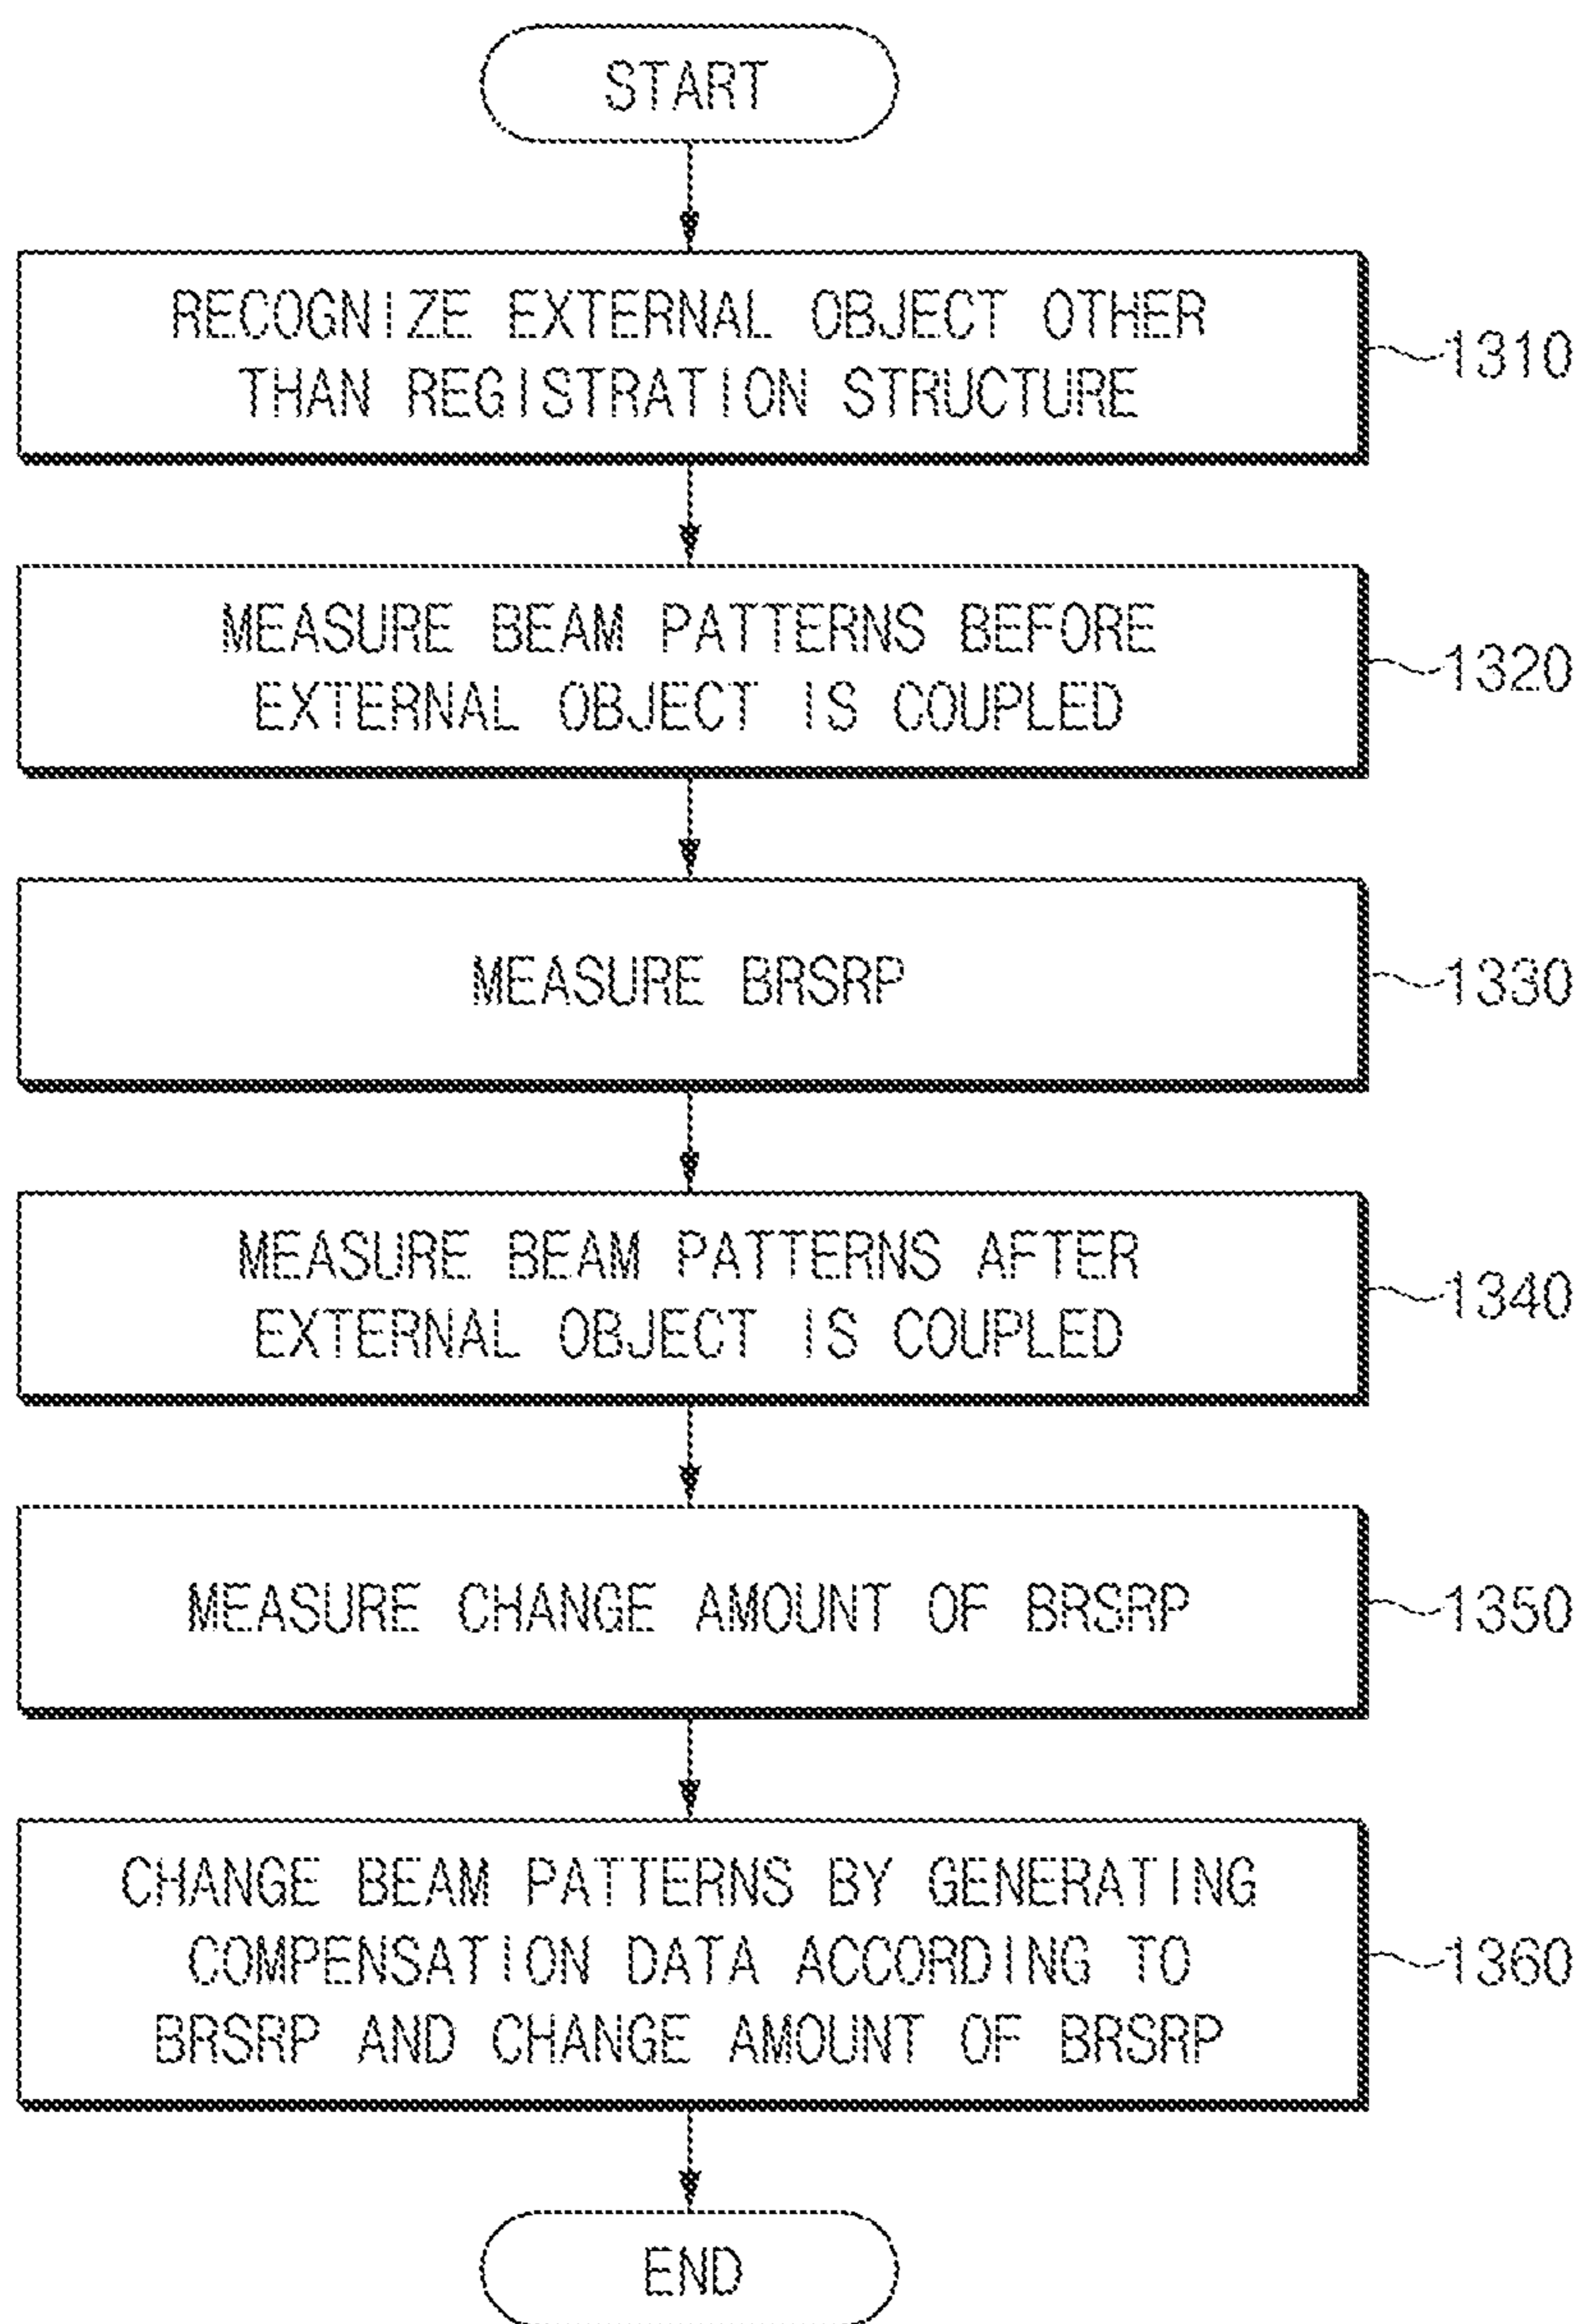 START
RECOGNIZE EXTERNAL OBJECT OTHER
THAN REGISTRATION STRUCTURE
1310
MEASURE BEAM PATTERNS BEFORE
EXTERNAL OBJECT IS COUPLED
1320
MEASURE BRSRP
1330
MEASURE BEAM PATTERNS AFTER
EXTERNAL OBJECT IS COUPLED
1340
MEASURE CHANGE AMOUNT OF BRSRP
1350
CHANGE BEAM PATTERNS BY GENERATING
COMPENSATION DATA ACCORDING TO
BRSRP AND CHANGE AMOUNT OF BRSRP
1360
END